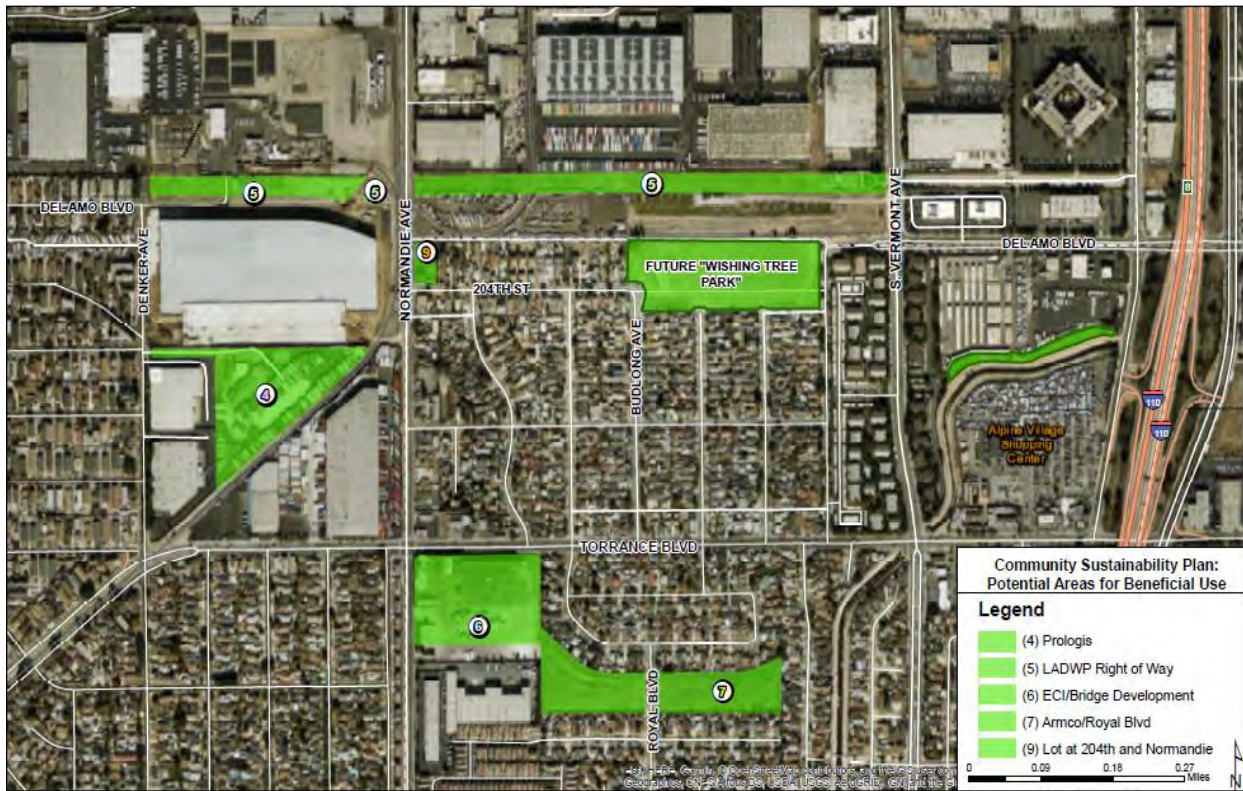 5
5
5
8
DEL AMO BLVD
DENKER AVE
NORMANDIE AVE
S. VERMONT AVE
DEL AMO BLVD
9
FUTURE "WISHING TREE
PARK"
204TH ST
BUDLONG AVE
4
110
110
Alpine Village
Shopping
Center
TORRANCE BLVD
6
7
ROYAL BLVD
Community Sustainability Plan:
Potential Areas for Beneficial Use
Legend
(4) Prologis
(5) LADWP Right of Way
(6) ECI/Bridge Development
(7) Armco/Royal Blvd
(9) Lot at 204th and Normandie
0 0.09 0.18 0.27
Miles
N